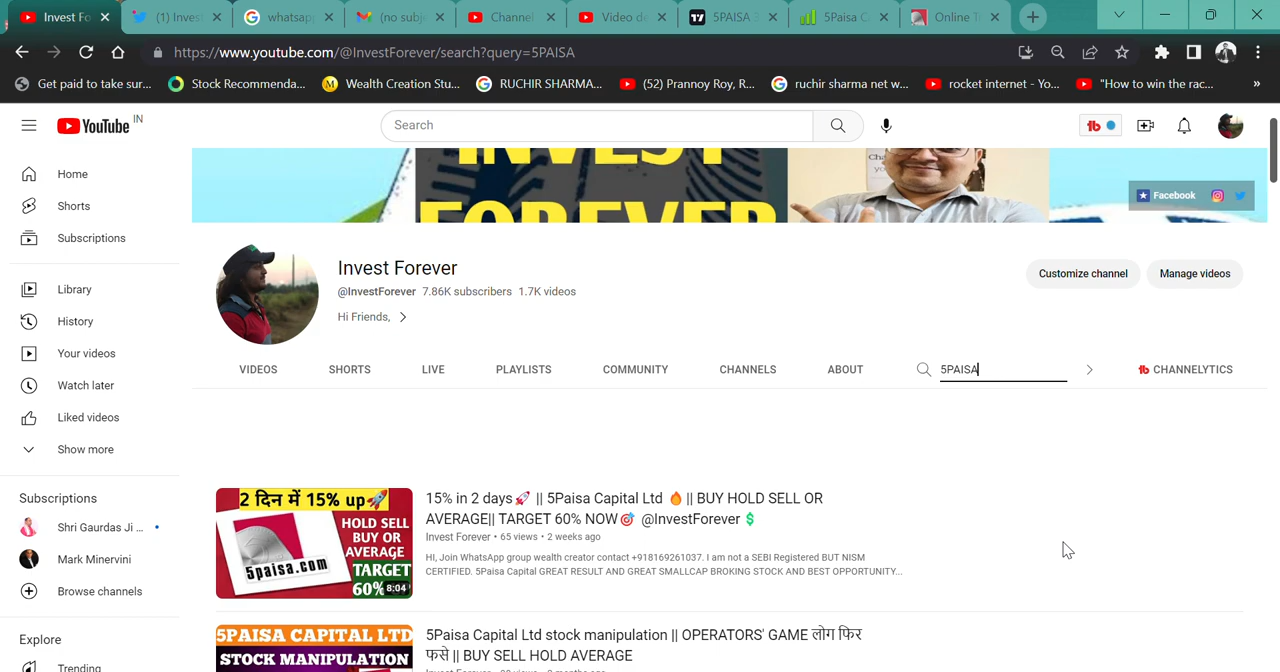 Invest Fo
(1) Invest
whatsap
(no subj
Channel
Video de
5PAISA
5Paisa C
Online T
https://www.youtube.com/@InvestForever/search?query=5PAISA
Get paid to take sur...
Stock Recommenda...
Wealth Creation Stu...
RUCHIR SHARMA...
(52) Prannoy Roy, R...
ruchir sharma net w...
rocket internet - Yo...
"How to win the rac...
»
YouTube IN
Search
Home
Shorts
Subscriptions
Library
History
Your videos
Watch later
Liked videos
Show more
Subscriptions
Shri Gaurdas Ji ...
Mark Minervini
Browse channels
Explore
Trending
INVEST
FOREVER
Facebook
Invest Forever
@InvestForever 7.86K subscribers 1.7K videos
Hi Friends,
Customize channel
Manage videos
VIDEOS
SHORTS
LIVE
PLAYLISTS
COMMUNITY
CHANNELS
ABOUT
5PAISA
CHANNELYTICS
2 दिन में 15% up🚀
HOLD SELL
BUY OR
AVERAGE
TARGET
60%
5paisa.com
8:04
15% in 2 days🚀 || 5Paisa Capital Ltd 🔥 || BUY HOLD SELL OR
AVERAGE|| TARGET 60% NOW🎯 @InvestForever 💲
Invest Forever • 65 views • 2 weeks ago
HI, Join WhatsApp group wealth creator contact +918169261037. I am not a SEBI Registered BUT NISM
CERTIFIED. 5Paisa Capital GREAT RESULT AND GREAT SMALLCAP BROKING STOCK AND BEST OPPORTUNITY...
5PAISA CAPITAL LTD
STOCK MANIPULATION
5Paisa Capital Ltd stock manipulation || OPERATORS' GAME लोग फिर
फसे || BUY SELL HOLD AVERAGE